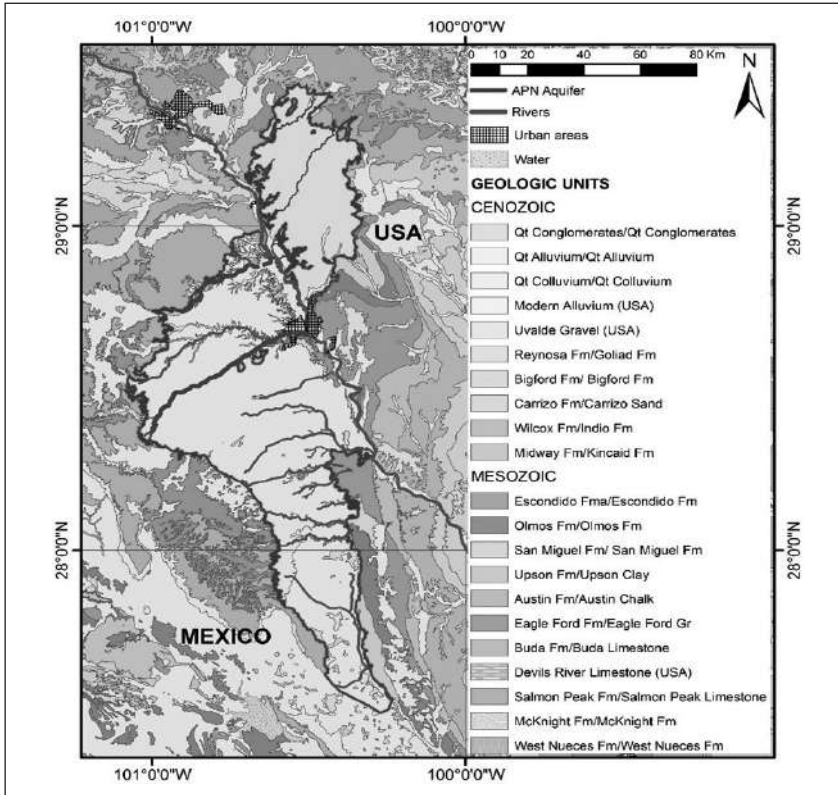 101°0'0"W 100°0'0"W
0 10 20 40 60 80 Km
N
APN Aquifer
Rivers
Urban areas
Water
GEOLOGIC UNITS
CENOZOIC
Qt Conglomerates/Qt Conglomerates
Qt Alluvium/Qt Alluvium
Qt Colluvium/Qt Colluvium
Modern Alluvium (USA)
Uvalde Gravel (USA)
Reynosa Fm/Goliad Fm
Bigford Fm/ Bigford Fm
Carrizo Fm/Carrizo Sand
Wilcox Fm/Indio Fm
Midway Fm/Kincaid Fm
MESOZOIC
Escondido Fma/Escondido Fm
Olmos Fm/Olmos Fm
San Miguel Fm/ San Miguel Fm
Upson Fm/Upson Clay
Austin Fm/Austin Chalk
Eagle Ford Fm/Eagle Ford Gr
Buda Fm/Buda Limestone
Devils River Limestone (USA)
Salmon Peak Fm/Salmon Peak Limestone
McKnight Fm/McKnight Fm
West Nueces Fm/West Nueces Fm
USA
MEXICO
29°0'0"N
29°0'0"N
28°0'0"N
28°0'0"N
101°0'0"W 100°0'0"W